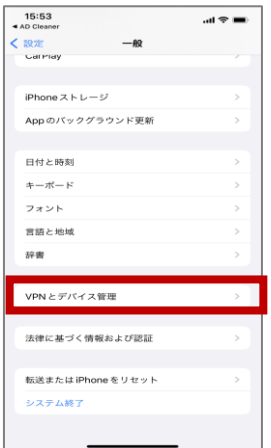 15:53
◀ AD Cleaner
設定
一般
CarPlay
iPhoneストレージ
Appのバックグラウンド更新
日付と時刻
キーボード
フォント
言語と地域
辞書
VPNとデバイス管理
法律に基づく情報および認証
転送またはiPhoneをリセット
システム終了